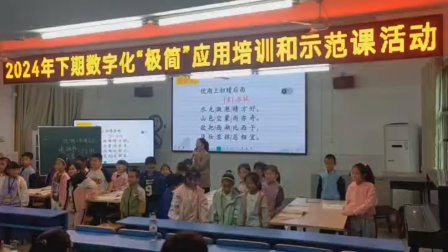 2024年下期数字化“极简”应用培训和示范课活动
饮湖上初晴后雨
[宋]苏轼
水光潋滟晴方好，
山色空蒙雨亦奇。
欲把西湖比西子，
淡妆浓抹总相宜。